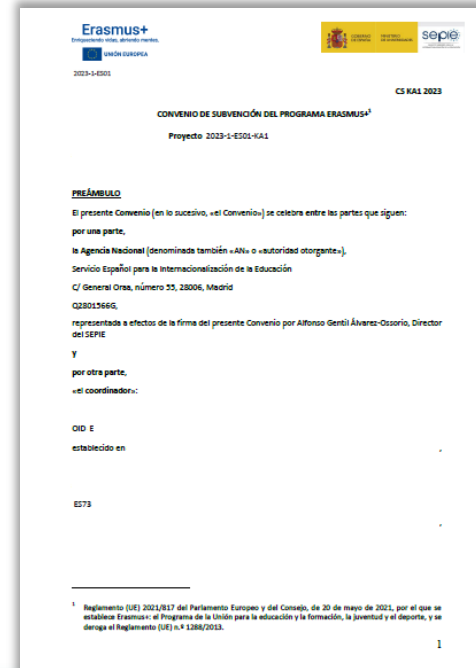 Erasmus+
Enriqueciendo vidas, abriendo mentes.
UNIÓN EUROPEA
GOBIERNO DE ESPAÑA
MINISTERIO DE UNIVERSIDADES
sepie
2023-1-ES01
CS KA1 2023
CONVENIO DE SUBVENCIÓN DEL PROGRAMA ERASMUS+¹
Proyecto 2023-1-ES01-KA1
PREÁMBULO
El presente Convenio (en lo sucesivo, «el Convenio») se celebra entre las partes que siguen:
por una parte,
la Agencia Nacional (denominada también «AN» o «autoridad otorgante»),
Servicio Español para la Internacionalización de la Educación
C/ General Oraa, número 55, 28006, Madrid
Q2801566G,
representada a efectos de la firma del presente Convenio por Alfonso Gentil Álvarez-Ossorio, Director
del SEPIE
y
por otra parte,
«el coordinador»:
OID E
establecido en ,
ES73
,
¹ Reglamento (UE) 2021/817 del Parlamento Europeo y del Consejo, de 20 de mayo de 2021, por el que se
establece Erasmus+: el Programa de la Unión para la educación y la formación, la juventud y el deporte, y se
deroga el Reglamento (UE) n.º 1288/2013.
1